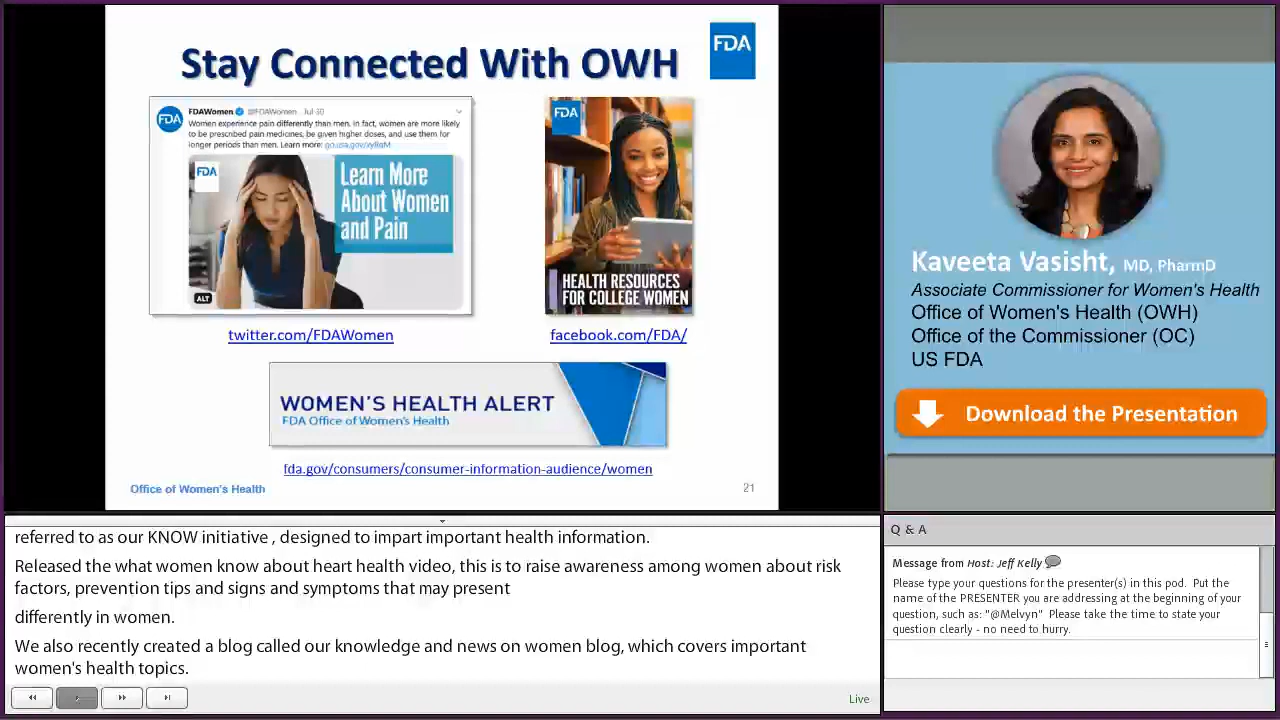 Stay Connected With OWH
FDA
FDA
FDAWomen @FDAWomen · Jul 30
Women experience pain differently than men. In fact, women are more likely
to be prescribed pain medicines, be given higher doses, and use them for
longer periods than men. Learn more:
FDA
Learn More
About Women
and Pain
ALT
twitter.com/FDAWomen
FDA
HEALTH RESOURCES
FOR COLLEGE WOMEN
facebook.com/FDA/
WOMEN'S HEALTH ALERT
FDA Office of Women's Health
fda.gov/consumers/consumer-information-audience/women
Office of Women's Health
21
Kaveeta Vasisht, MD, PharmD
Associate Commissioner for Women's Health
Office of Women's Health (OWH)
Office of the Commissioner (OC)
US FDA
Download the Presentation
referred to as our KNOW initiative , designed to impart important health information.
Released the what women know about heart health video, this is to raise awareness among women about risk
factors, prevention tips and signs and symptoms that may present
differently in women.
We also recently created a blog called our knowledge and news on women blog, which covers important
women's health topics.
Live
Q & A
Message from Host: Jeff Kelly
Please type your questions for the presenter(s) in this pod. Put the
name of the PRESENTER you are addressing at the beginning of your
question, such as: "@Melvyn" Please take the time to state your
question clearly - no need to hurry.